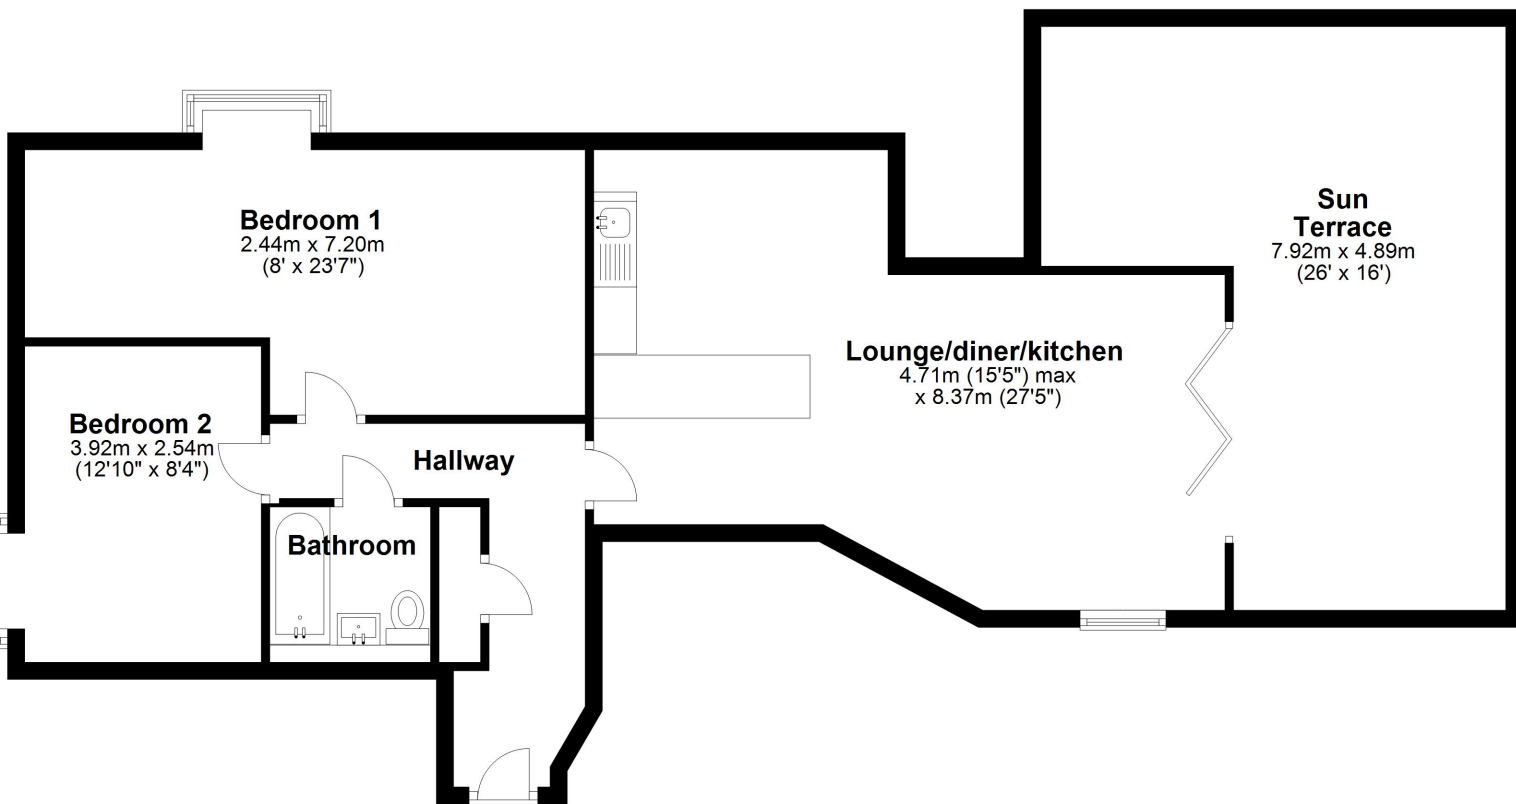 Bedroom 1
2.44m x 7.20m
(8' x 23'7")
Sun
Terrace
7.92m x 4.89m
(26' x 16')
Lounge/diner/kitchen
4.71m (15'5") max
x 8.37m (27'5")
Bedroom 2
3.92m x 2.54m
(12'10" x 8'4")
Hallway
Bathroom